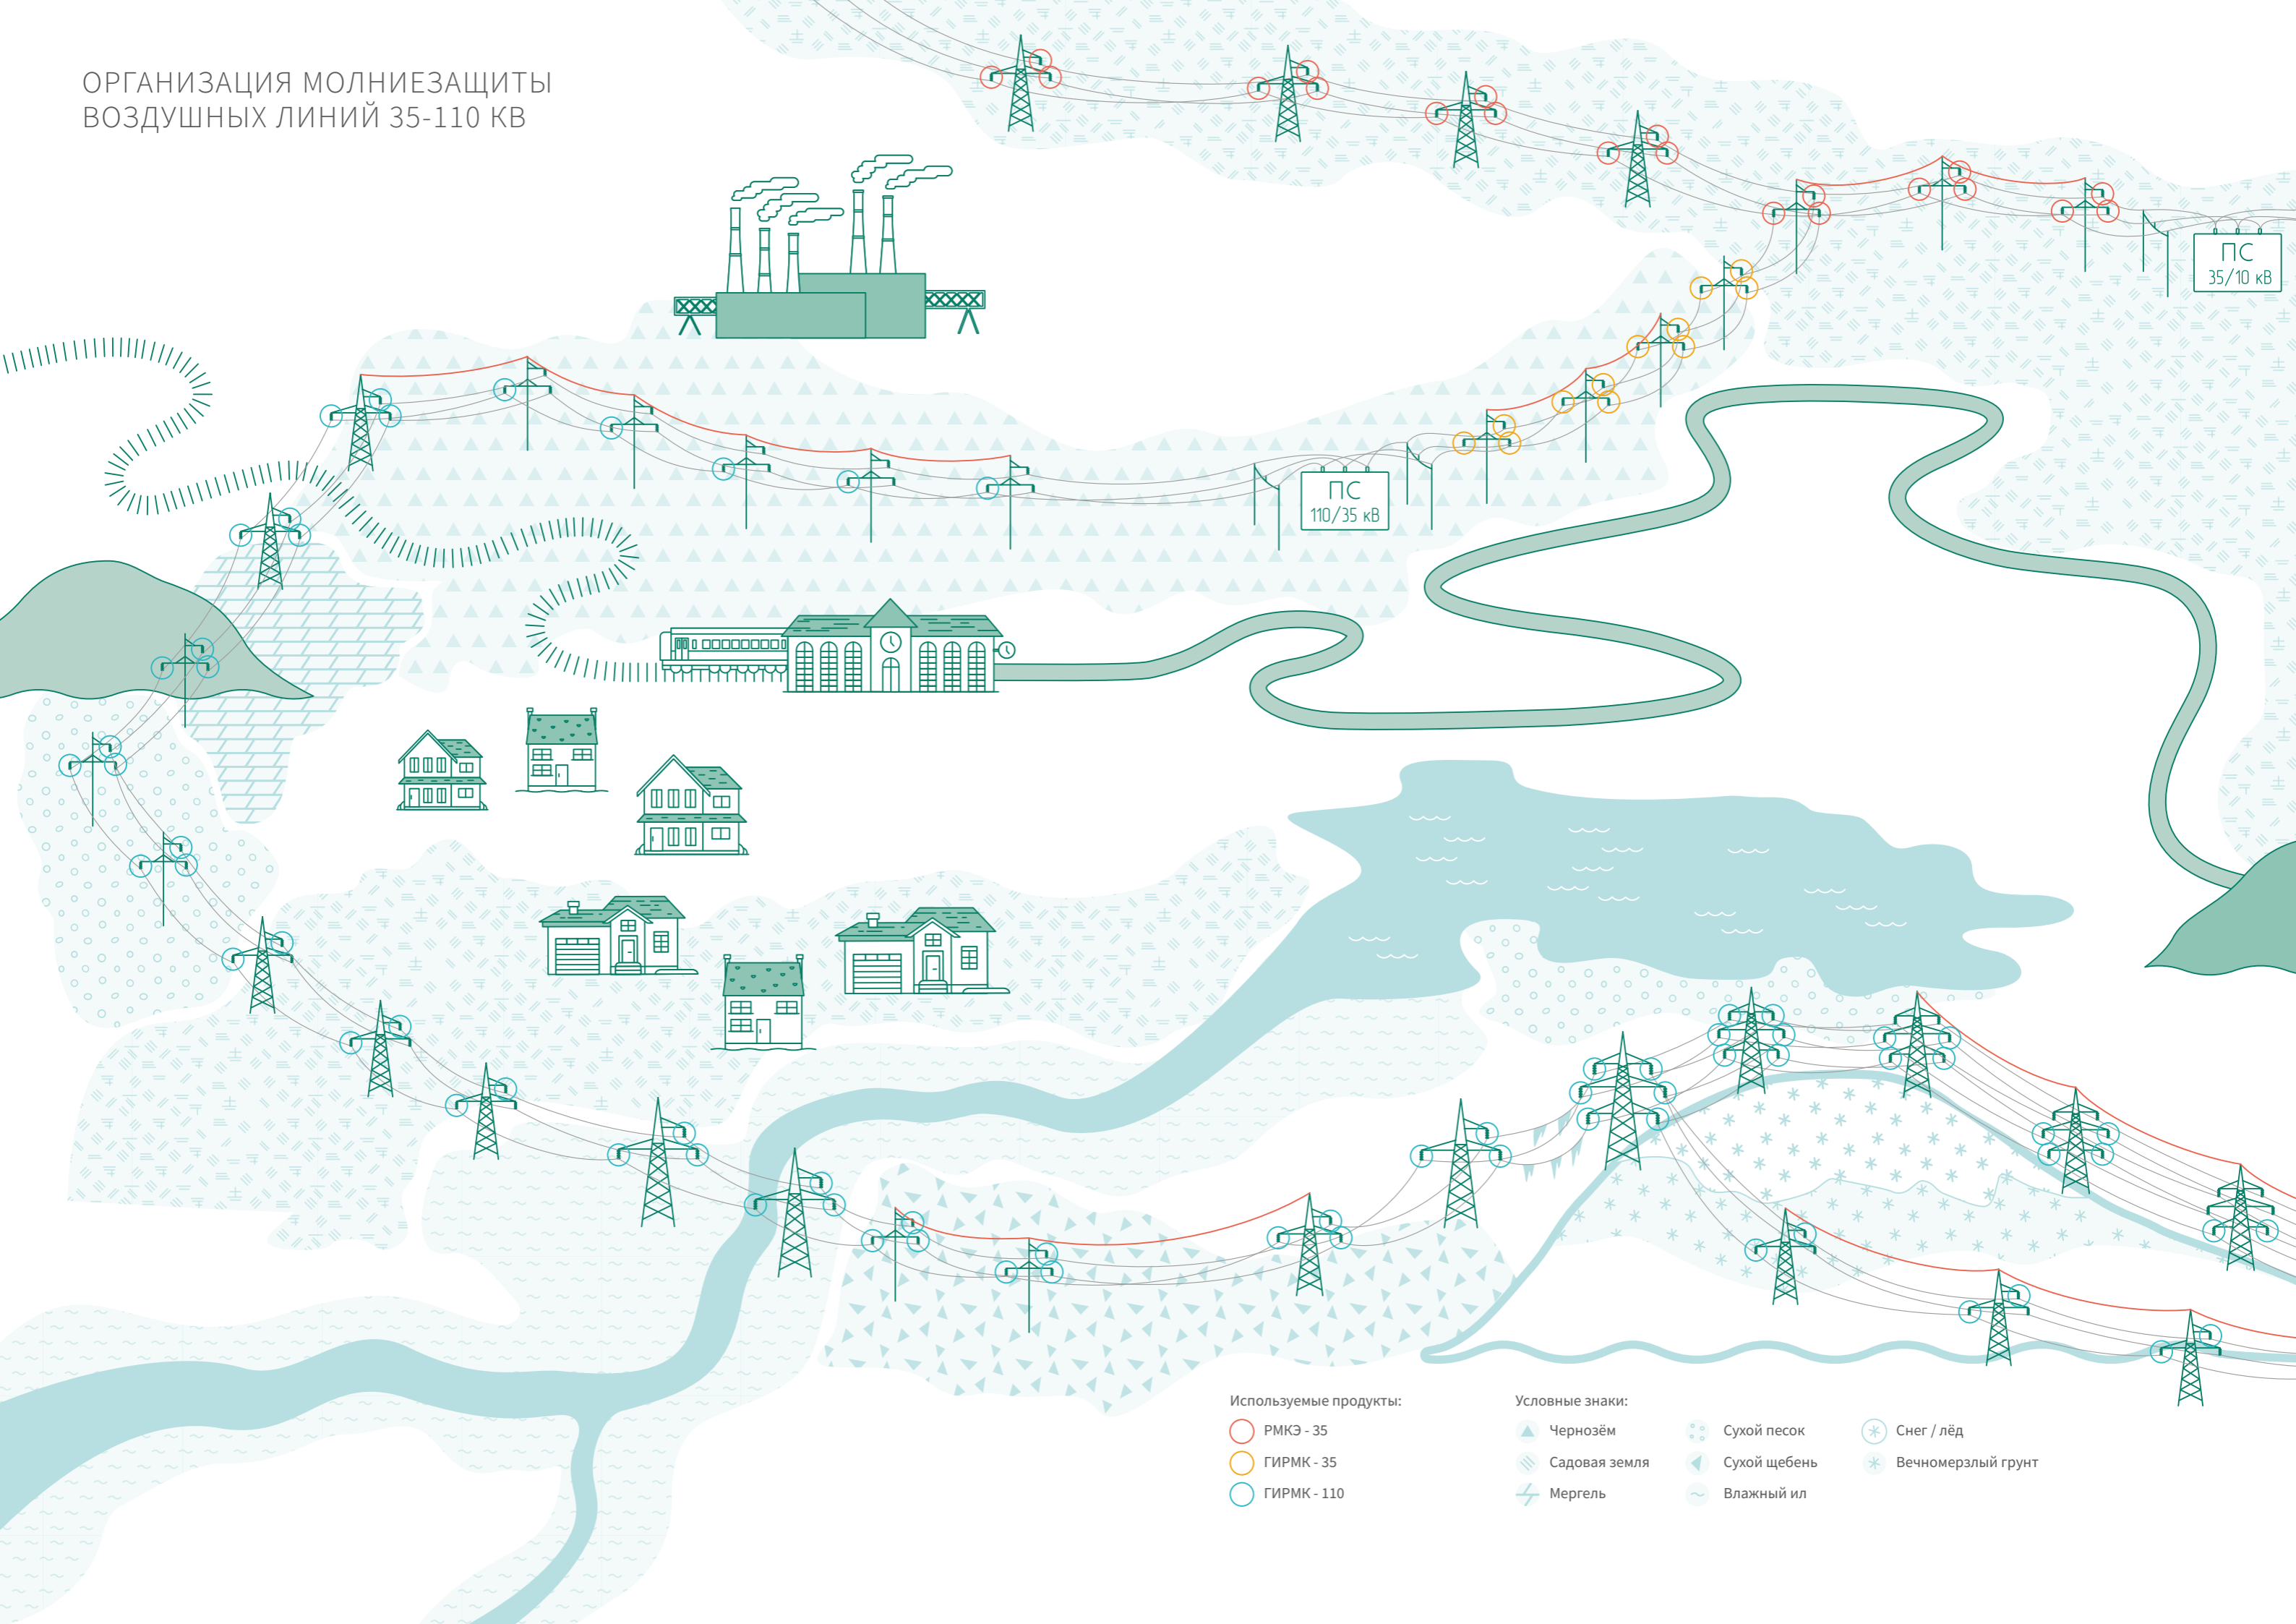 ОРГАНИЗАЦИЯ МОЛНИЕЗАЩИТЫ
ВОЗДУШНЫХ ЛИНИЙ 35-110 КВ
ПС
35/10 кВ
ПС
110/35 кВ
Используемые продукты:
РМКЭ - 35
ГИРМК - 35
ГИРМК - 110
Условные знаки:
Чернозём
Садовая земля
Мергель
Сухой песок
Сухой щебень
Влажный ил
Снег / лёд
Вечномерзлый грунт